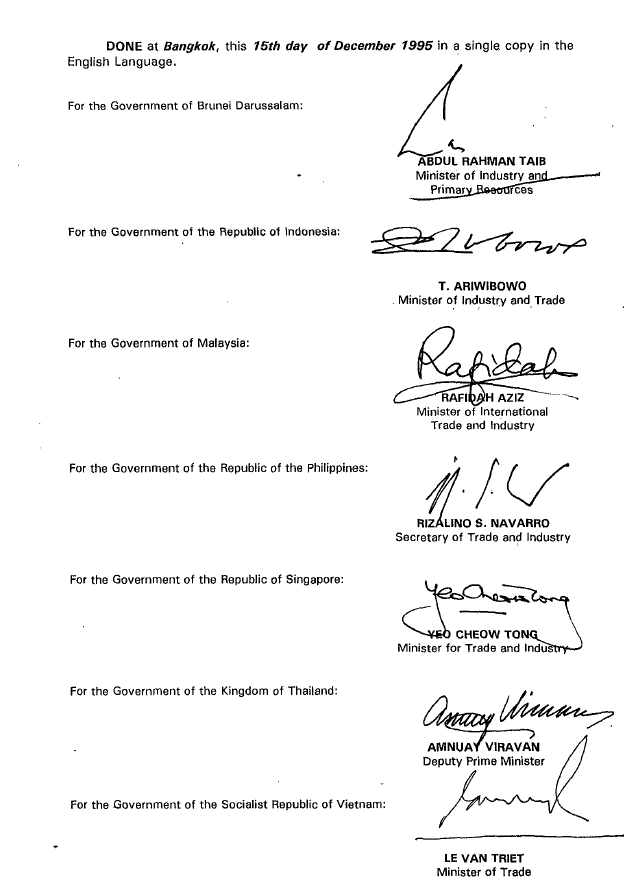 DONE at Bangkok, this 15th day of December 1995 in a single copy in the
English Language.
For the Government of Brunei Darussalam:
ABDUL RAHMAN TAIB
Minister of Industry and
Primary Resources
For the Government of the Republic of Indonesia:
T. ARIWIBOWO
Minister of Industry and Trade
For the Government of Malaysia:
Rafidah
RAFIDAH AZIZ
Minister of International
Trade and Industry
For the Government of the Republic of the Philippines:
RIZALINO S. NAVARRO
Secretary of Trade and Industry
For the Government of the Republic of Singapore:
Yeo Cheow Tong
YEO CHEOW TONG
Minister for Trade and Industry
For the Government of the Kingdom of Thailand:
Amnuay Viravan
AMNUAY VIRAVAN
Deputy Prime Minister
For the Government of the Socialist Republic of Vietnam:
LE VAN TRIET
Minister of Trade